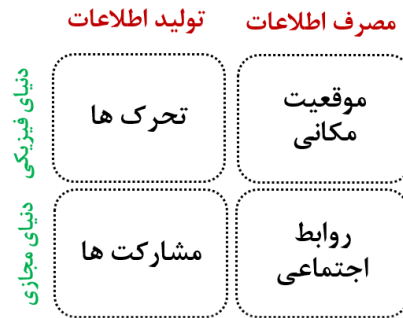 مصرف اطلاعات
تولید اطلاعات
دنیای فیزیکی
موقعیت
مکانی
تحرک ها
دنیای مجازی
روابط
اجتماعی
مشارکت ها